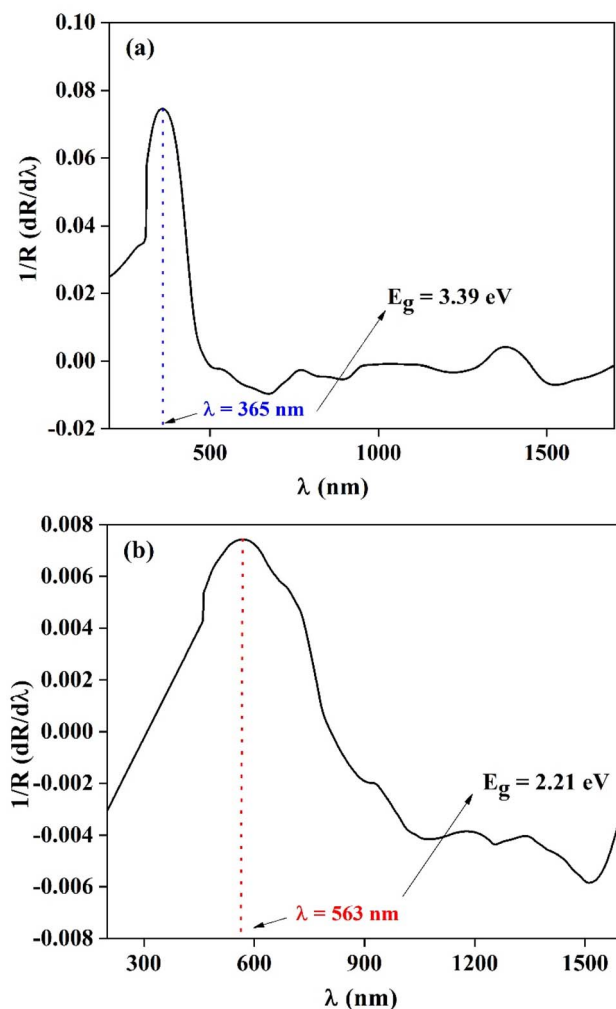 (a)
0.10
0.08
0.06
0.04
0.02
0.00
-0.02
1/R (dR/dλ)
E_g = 3.39 eV
λ = 365 nm
500
1000
1500
λ (nm)
(b)
0.008
0.006
0.004
0.002
0.000
-0.002
-0.004
-0.006
-0.008
1/R (dR/dλ)
E_g = 2.21 eV
λ = 563 nm
300
600
900
1200
1500
λ (nm)